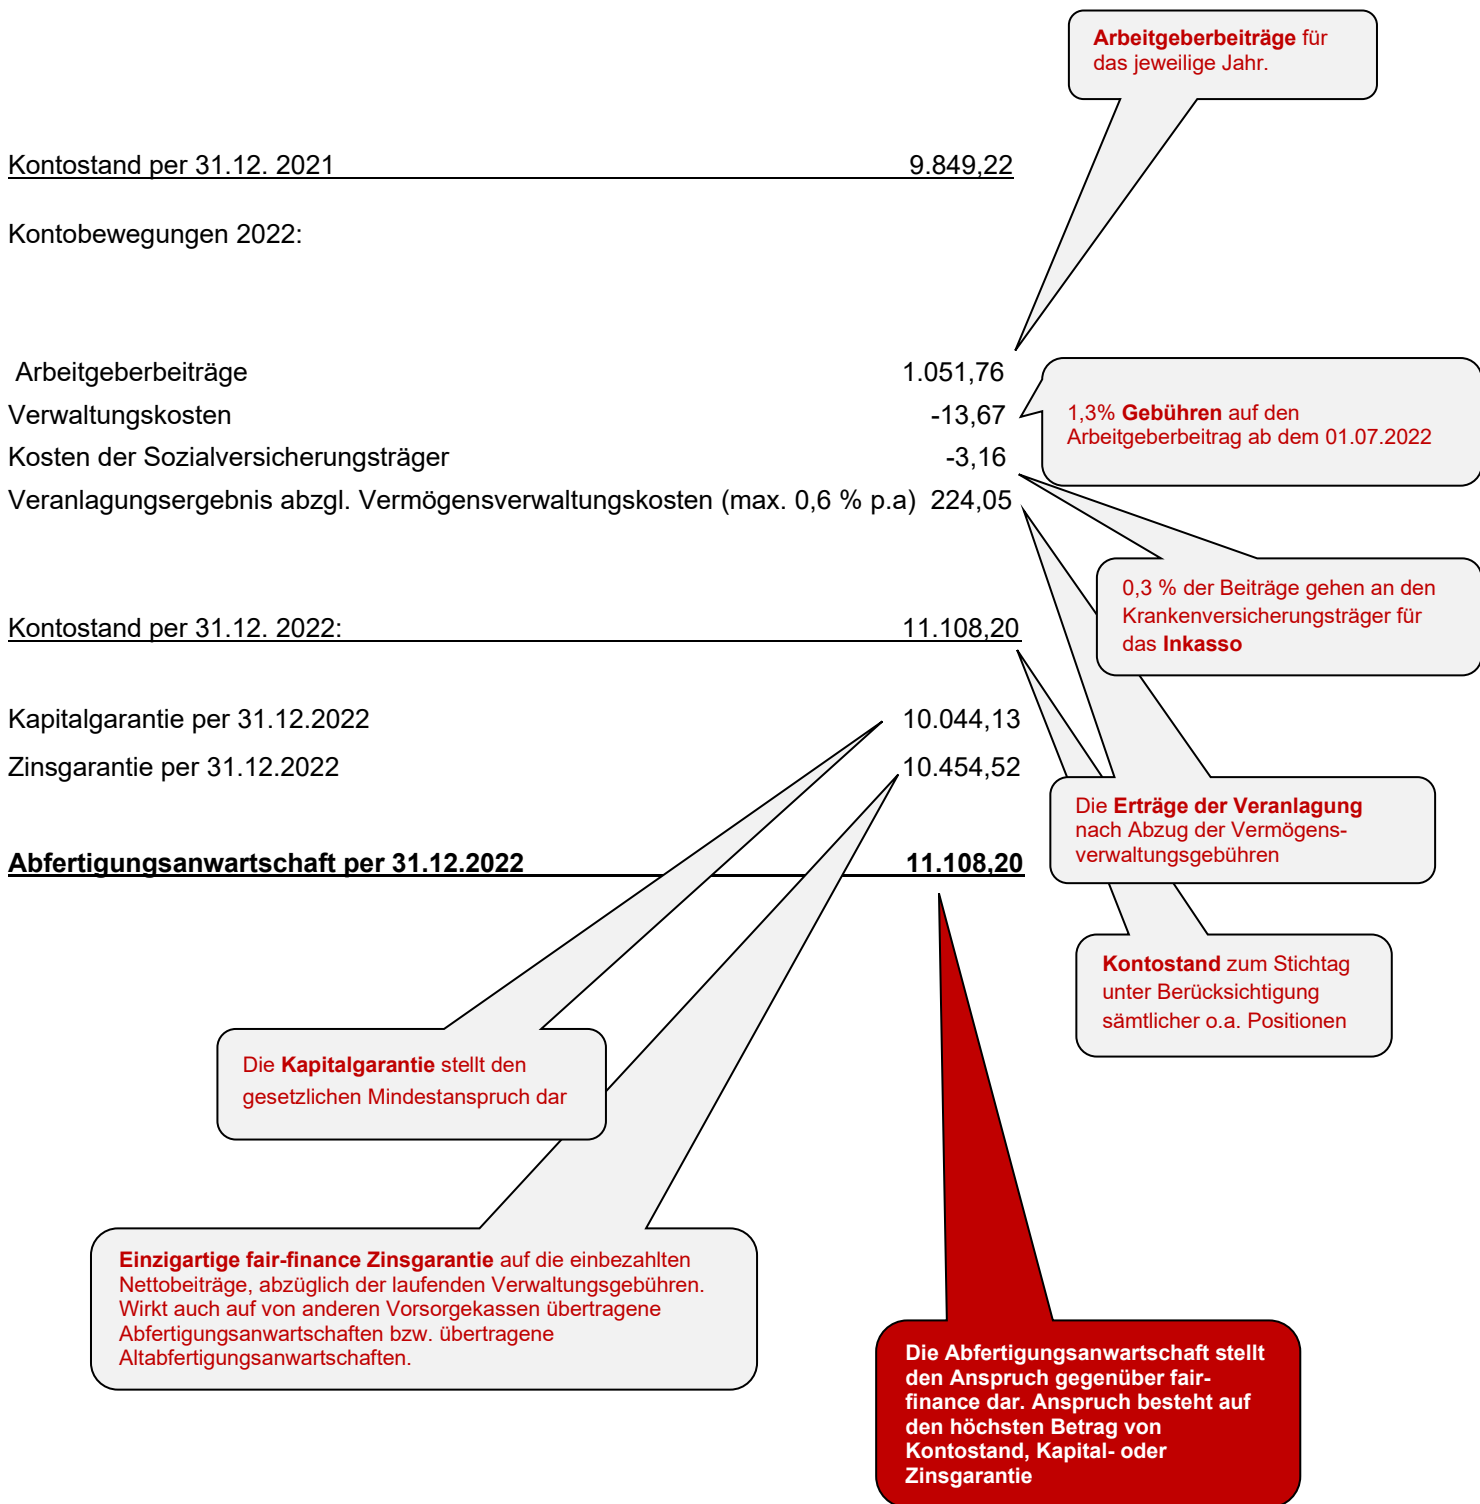 Arbeitgeberbeiträge für
das jeweilige Jahr.
Kontostand per 31.12. 2021 9.849,22
Kontobewegungen 2022:
Arbeitgeberbeiträge 1.051,76
Verwaltungskosten -13,67
1,3% Gebühren auf den
Arbeitgeberbeitrag ab dem 01.07.2022
Kosten der Sozialversicherungsträger -3,16
Veranlagungsergebnis abzgl. Vermögensverwaltungskosten (max. 0,6 % p.a) 224,05
0,3 % der Beiträge gehen an den
Krankenversicherungsträger für
das Inkasso
Kontostand per 31.12. 2022: 11.108,20
Kapitalgarantie per 31.12.2022 10.044,13
Zinsgarantie per 31.12.2022 10.454,52
Die Erträge der Veranlagung
nach Abzug der Vermögens-
verwaltungsgebühren
Abfertigungsanwartschaft per 31.12.2022 11.108,20
Kontostand zum Stichtag
unter Berücksichtigung
sämtlicher o.a. Positionen
Die Kapitalgarantie stellt den
gesetzlichen Mindestanspruch dar
Einzigartige fair-finance Zinsgarantie auf die einbezahlten
Nettobeiträge, abzüglich der laufenden Verwaltungsgebühren.
Wirkt auch auf von anderen Vorsorgekassen übertragene
Abfertigungsanwartschaften bzw. übertragene
Altabfertigungsanwartschaften.
Die Abfertigungsanwartschaft stellt
den Anspruch gegenüber fair-
finance dar. Anspruch besteht auf
den höchsten Betrag von
Kontostand, Kapital- oder
Zinsgarantie